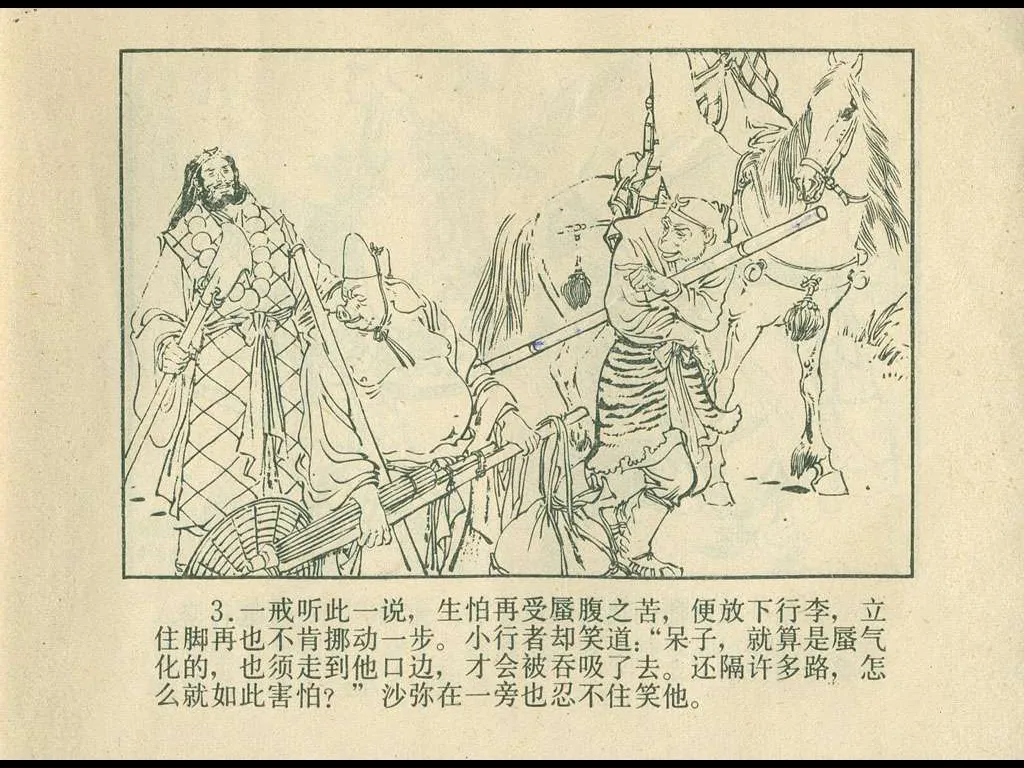 3.一戒听此一说，生怕再受蜃腹之苦，便放下行李，立
住脚再也不肯挪动一步。小行者却笑道：“呆子，就算是蜃气
化的，也须走到他口边，才会被吞吸了去。还隔许多路，怎
么就如此害怕？”沙弥在一旁也忍不住笑他。